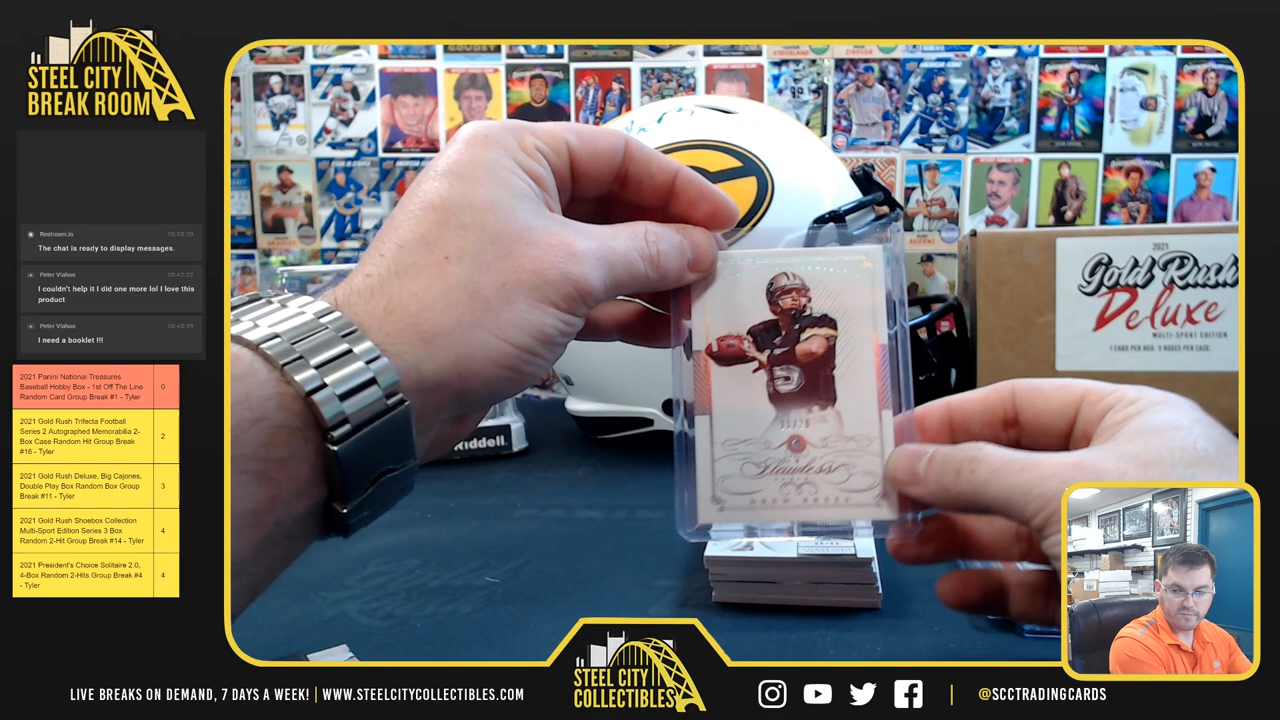 STEEL CITY
BREAK ROOM
Restream.io
The chat is ready to display messages.
Peter Vlahos
I couldn't help it I did one more lol I love this
product
Peter Vlahos
I need a booklet !!!
2021 Panini National Treasures
Baseball Hobby Box - 1st Off The Line
Random Card Group Break #1 - Tyler
0
2021 Gold Rush Trifecta Football
Series 2 Autographed Memorabilia 2-
Box Case Random Hit Group Break
#16 - Tyler
2
2021 Gold Rush Deluxe, Big Cajones,
Double Play Box Random Box Group
Break #11 - Tyler
3
2021 Gold Rush Shoebox Collection
Multi-Sport Edition Series 3 Box
Random 2-Hit Group Break #14 - Tyler
4
2021 President's Choice Solitaire 2.0,
4-Box Random 2-Hits Group Break #4
- Tyler
4
GOUDEY
Riddell
9
Flawless
DREW BREES
2021
Gold Rush
Deluxe
MULTI-SPORT EDITION
1 CARD PER BOX. 3 BOXES PER CASE.
LIVE BREAKS ON DEMAND, 7 DAYS A WEEK! | WWW.STEELCITYCOLLECTIBLES.COM
STEEL CITY
COLLECTIBLES
@SCCTRADINGCARDS